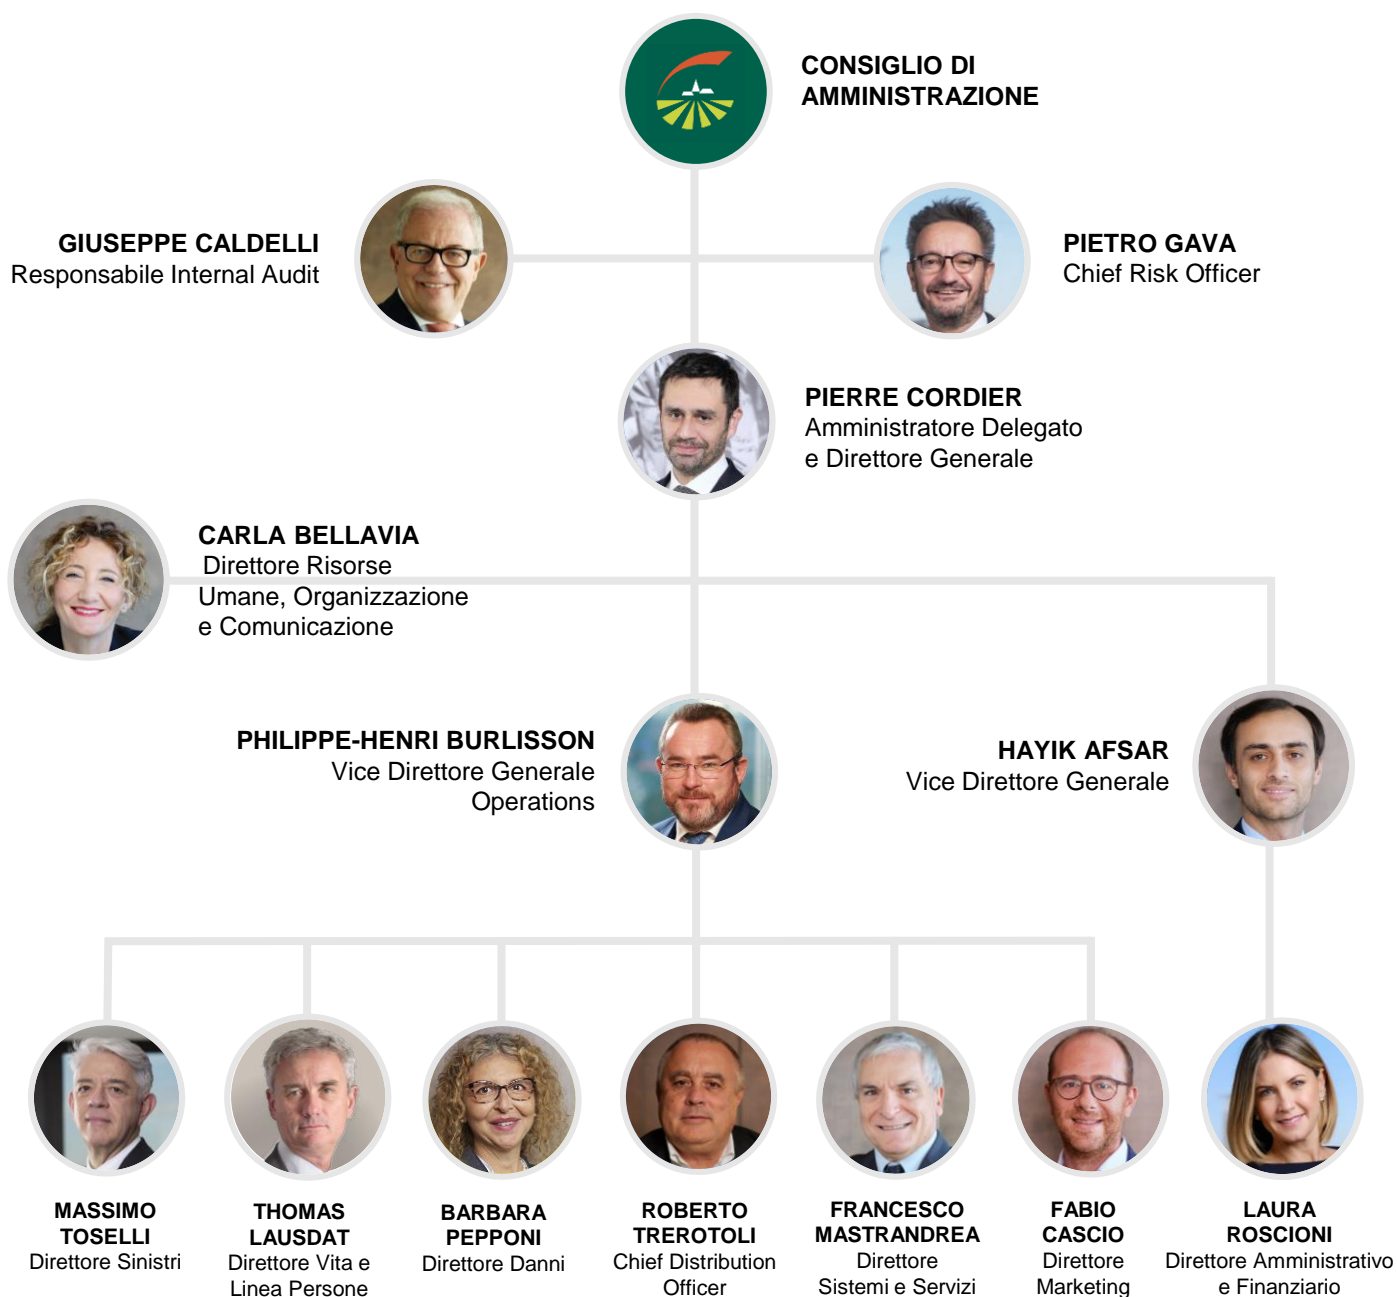 CONSIGLIO DI
AMMINISTRAZIONE
GIUSEPPE CALDELLI
Responsabile Internal Audit
PIETRO GAVA
Chief Risk Officer
PIERRE CORDIER
Amministratore Delegato
e Direttore Generale
CARLA BELLAVIA
Direttore Risorse
Umane, Organizzazione
e Comunicazione
PHILIPPE-HENRI BURLISSON
Vice Direttore Generale
Operations
HAYIK AFSAR
Vice Direttore Generale
MASSIMO
TOSELLI
Direttore Sinistri
THOMAS
LAUSDAT
Direttore Vita e
Linea Persone
BARBARA
PEPPONI
Direttore Danni
ROBERTO
TREROTOLI
Chief Distribution
Officer
FRANCESCO
MASTRANDREA
Direttore
Sistemi e Servizi
FABIO
CASCIO
Direttore
Marketing
LAURA
ROSCIONI
Direttore Amministrativo
e Finanziario